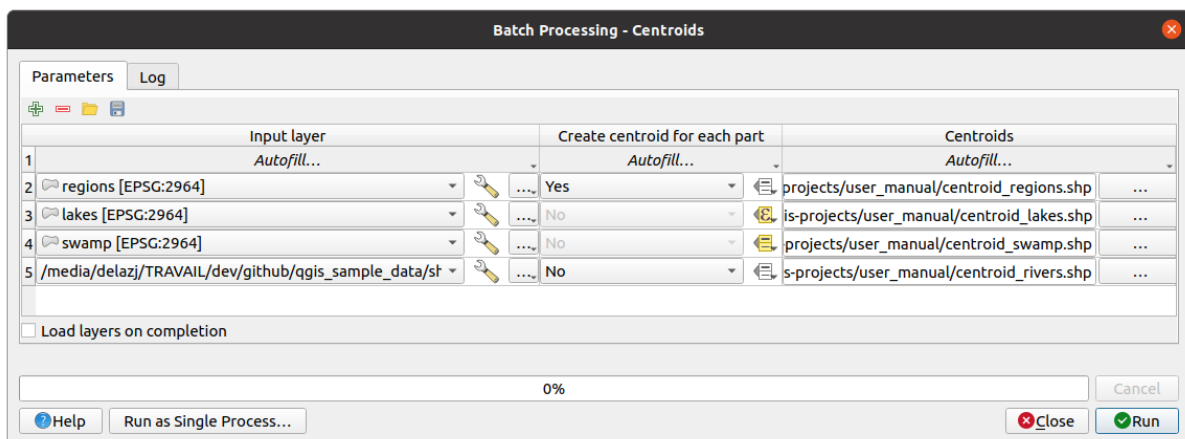 Batch Processing - Centroids
Parameters Log
Input layer Create centroid for each part Centroids
1 Autofill... Autofill... Autofill...
2 regions [EPSG:2964] ... Yes projects/user_manual/centroid_regions.shp ...
3 lakes [EPSG:2964] ... No ε is-projects/user_manual/centroid_lakes.shp ...
4 swamp [EPSG:2964] ... No projects/user_manual/centroid_swamp.shp ...
5 /media/delazj/TRAVAIL/dev/github/qgis_sample_data/sh ... No s-projects/user_manual/centroid_rivers.shp ...
Load layers on completion
0% Cancel
Help Run as Single Process... Close Run